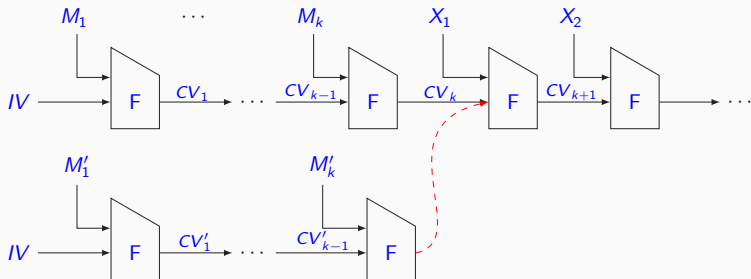 M₁ ⋯ Mₖ X₁ X₂
F F F F
IV CV₁ ⋯ CVₖ₋₁ CVₖ CVₖ₊₁ ⋯
M′₁ M′ₖ
F F
IV CV′₁ ⋯ CV′ₖ₋₁